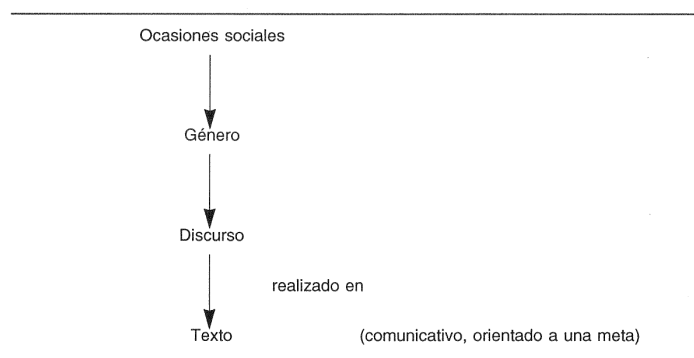 Ocasiones sociales
Género
Discurso
realizado en
Texto (comunicativo, orientado a una meta)